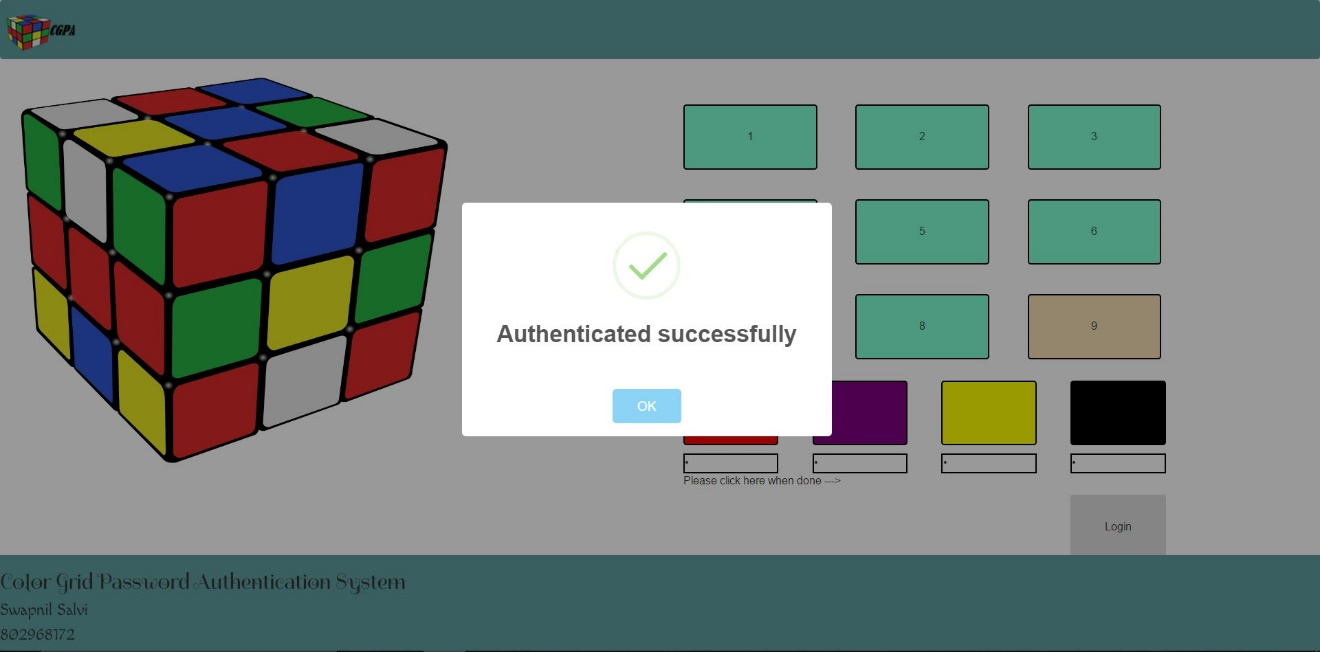 CGPA
1
2
3
5
6
8
9
Authenticated successfully
OK
Please click here when done --->
Login
Color Grid Password Authentication System
Swapnil Salvi
802968172